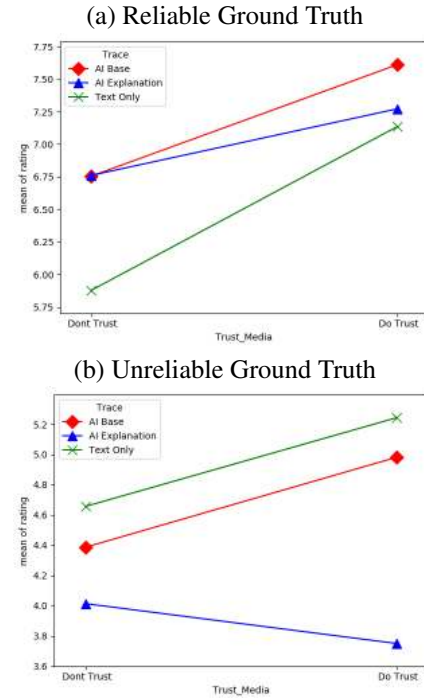 (a) Reliable Ground Truth
7.75
7.50
7.25
7.00
6.75
6.50
6.25
6.00
5.75
mean of rating
Trace
AI Base
AI Explanation
Text Only
Dont Trust
Do Trust
Trust_Media
(b) Unreliable Ground Truth
5.2
5.0
4.8
4.6
4.4
4.2
4.0
3.8
3.6
mean of rating
Trace
AI Base
AI Explanation
Text Only
Dont Trust
Do Trust
Trust_Media